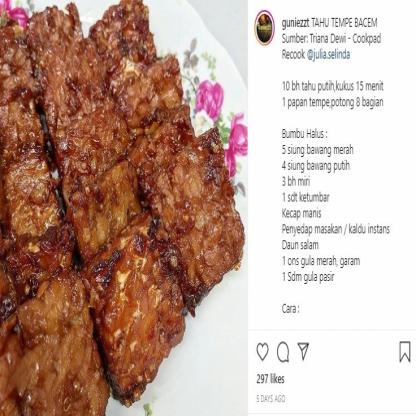 guniezzt TAHU TEMPE BACEM
Sumber: Triana Dewi - Cookpad
Recook @julia.selinda
10 bh tahu putih,kukus 15 menit
1 papan tempe,potong 8 bagian
Bumbu Halus :
5 siung bawang merah
4 siung bawang putih
3 bh miri
1 sdt ketumbar
Kecap manis
Penyedap masakan / kaldu instans
Daun salam
1 ons gula merah, garam
1 Sdm gula pasir
Cara :
297 likes
5 DAYS AGO